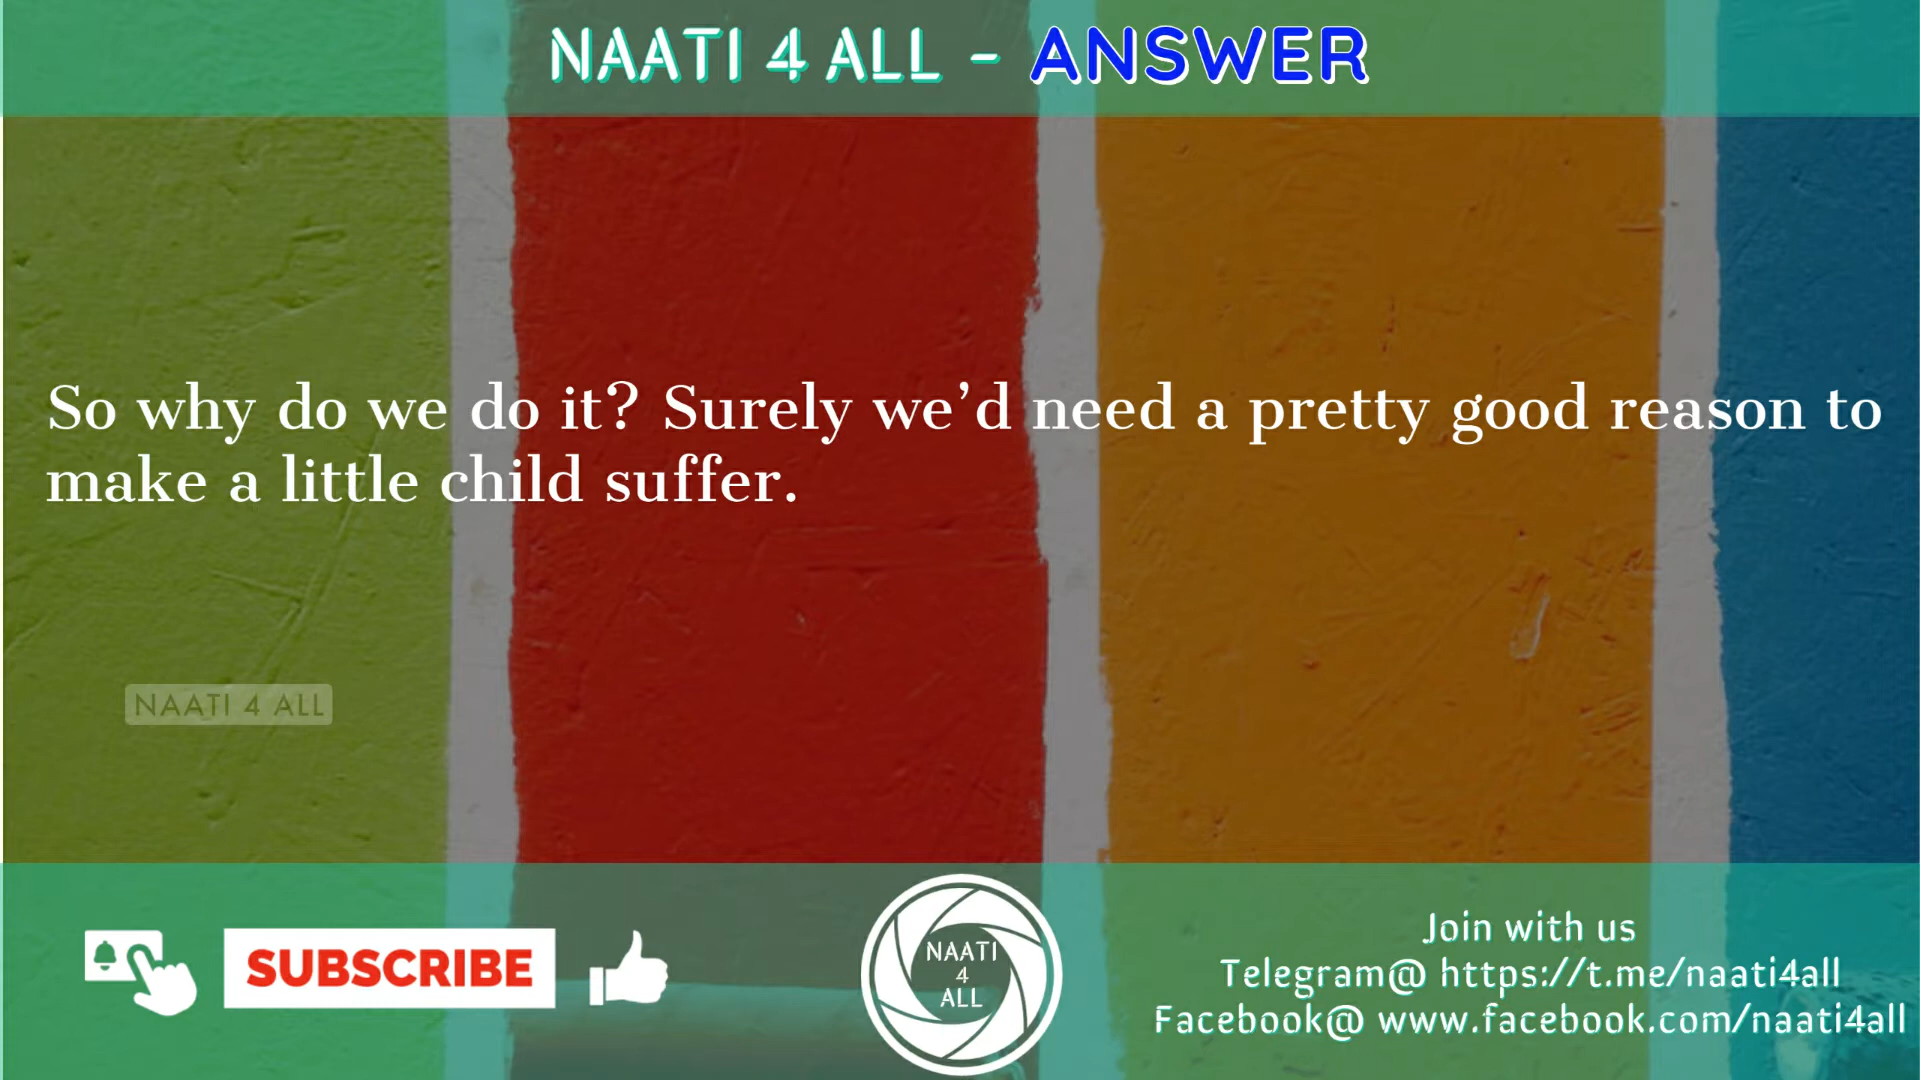 NAATI 4 ALL - ANSWER
So why do we do it? Surely we’d need a pretty good reason to
make a little child suffer.
NAATI 4 ALL
SUBSCRIBE
NAATI
4
ALL
Join with us
Telegram@ https://t.me/naati4all
Facebook@ www.facebook.com/naati4all